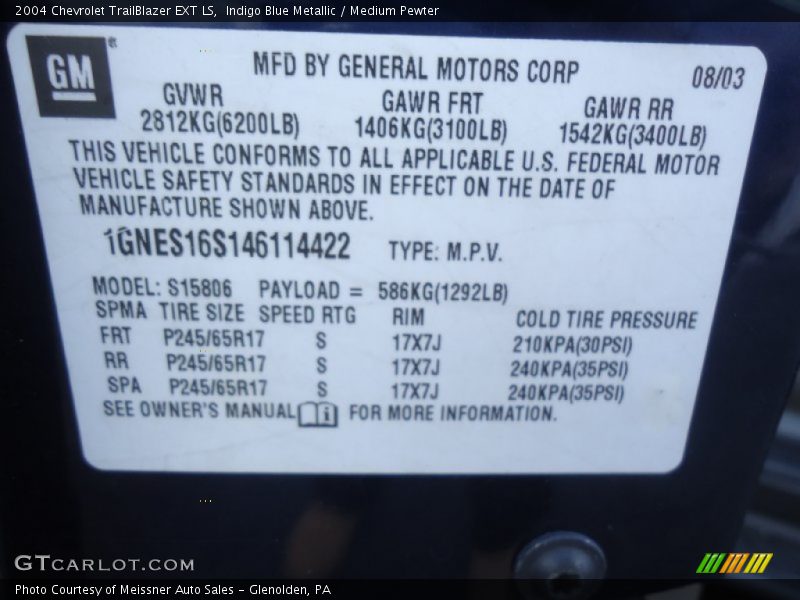 2004 Chevrolet TrailBlazer EXT LS,  Indigo Blue Metallic / Medium Pewter
GM ® MFD BY GENERAL MOTORS CORP 08/03
GVWR GAWR FRT GAWR RR
2812KG(6200LB) 1406KG(3100LB) 1542KG(3400LB)
THIS VEHICLE CONFORMS TO ALL APPLICABLE U.S. FEDERAL MOTOR
VEHICLE SAFETY STANDARDS IN EFFECT ON THE DATE OF
MANUFACTURE SHOWN ABOVE.
1GNES16S146114422 TYPE: M.P.V.
MODEL: S15806 PAYLOAD = 586KG(1292LB)
SPMA TIRE SIZE SPEED RTG RIM COLD TIRE PRESSURE
FRT P245/65R17 S 17X7J 210KPA(30PSI)
RR P245/65R17 S 17X7J 240KPA(35PSI)
SPA P245/65R17 S 17X7J 240KPA(35PSI)
SEE OWNER'S MANUAL i FOR MORE INFORMATION.
GTCARLOT.COM
Photo Courtesy of Meissner Auto Sales - Glenolden, PA